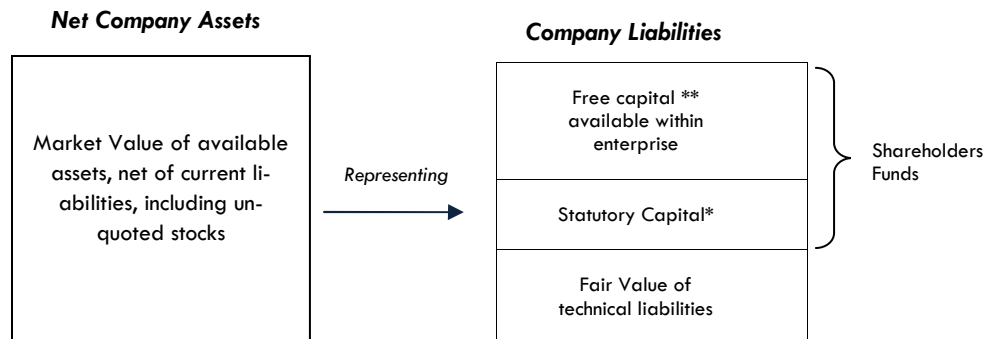 Net Company Assets
Company Liabilities
Market Value of available
assets, net of current li-
abilities, including un-
quoted stocks
Representing
Free capital **
available within
enterprise
Statutory Capital*
Fair Value of
technical liabilities
Shareholders
Funds